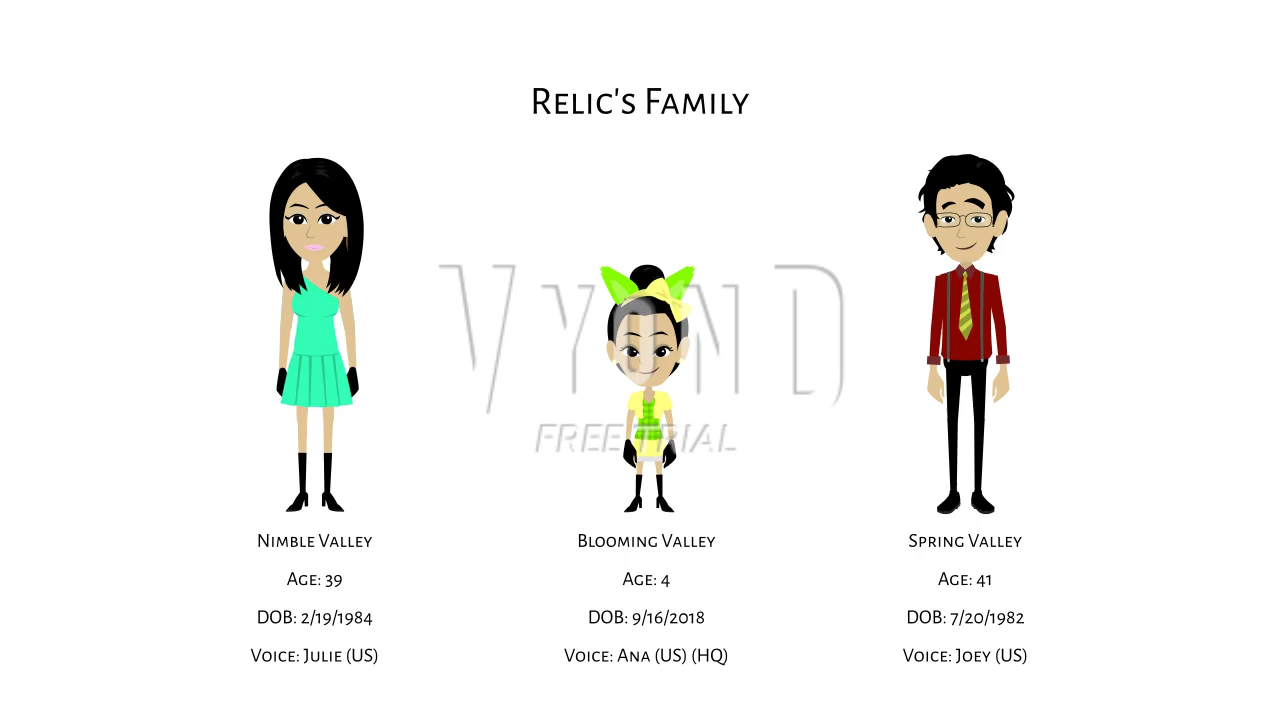 Relic's Family
Vyond
FREE TRIAL
Nimble Valley
Blooming Valley
Spring Valley
Age: 39
Age: 4
Age: 41
DOB: 2/19/1984
DOB: 9/16/2018
DOB: 7/20/1982
Voice: Julie (US)
Voice: Ana (US) (HQ)
Voice: Joey (US)